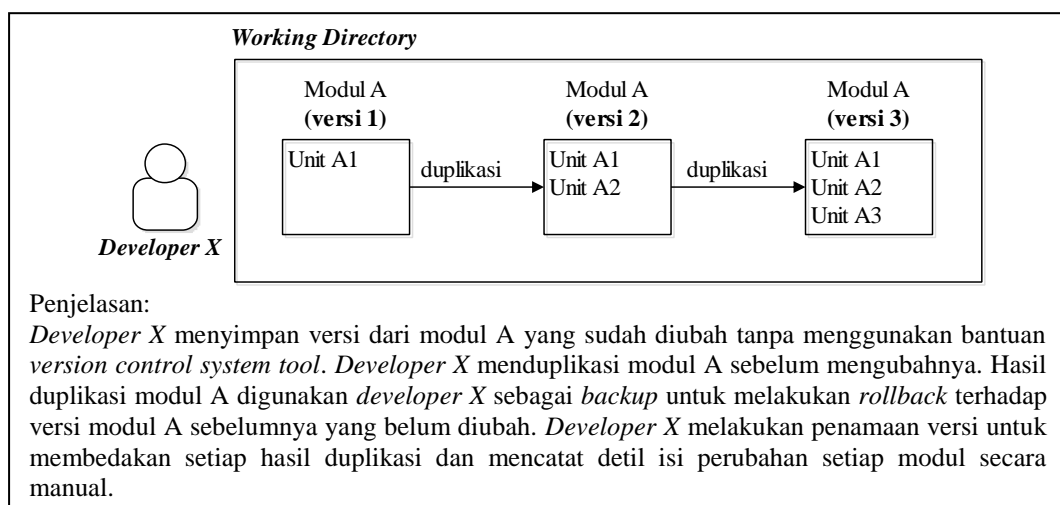 Working Directory
Modul A
(versi 1)
Modul A
(versi 2)
Modul A
(versi 3)
Unit A1
duplikasi
Unit A1
Unit A2
duplikasi
Unit A1
Unit A2
Unit A3
Developer X
Penjelasan:
Developer X menyimpan versi dari modul A yang sudah diubah tanpa menggunakan bantuan
version control system tool. Developer X menduplikasi modul A sebelum mengubahnya. Hasil
duplikasi modul A digunakan developer X sebagai backup untuk melakukan rollback terhadap
versi modul A sebelumnya yang belum diubah. Developer X melakukan penamaan versi untuk
membedakan setiap hasil duplikasi dan mencatat detil isi perubahan setiap modul secara
manual.